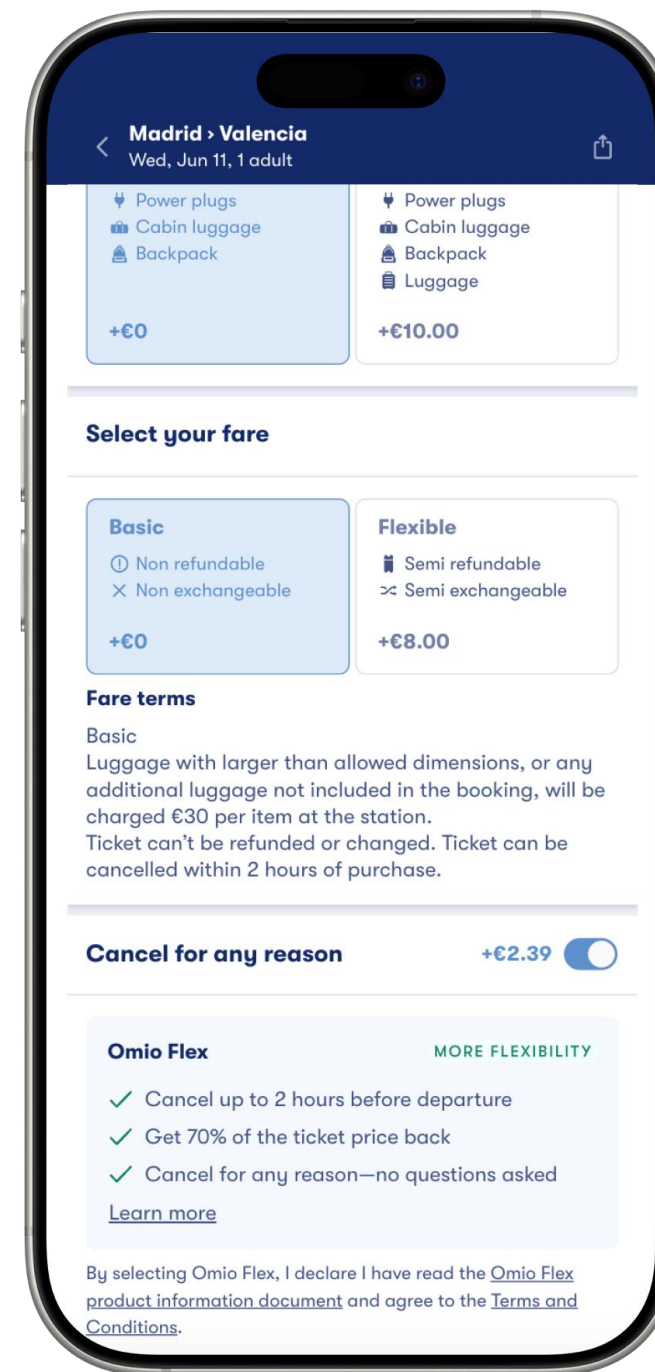 Madrid › Valencia
Wed, Jun 11, 1 adult
Power plugs
Cabin luggage
Backpack
+€0
Power plugs
Cabin luggage
Backpack
Luggage
+€10.00
Select your fare
Basic
Non refundable
Non exchangeable
+€0
Flexible
Semi refundable
Semi exchangeable
+€8.00
Fare terms
Basic
Luggage with larger than allowed dimensions, or any
additional luggage not included in the booking, will be
charged €30 per item at the station.
Ticket can’t be refunded or changed. Ticket can be
cancelled within 2 hours of purchase.
Cancel for any reason +€2.39
Omio Flex MORE FLEXIBILITY
Cancel up to 2 hours before departure
Get 70% of the ticket price back
Cancel for any reason—no questions asked
Learn more
By selecting Omio Flex, I declare I have read the Omio Flex
product information document and agree to the Terms and
Conditions.